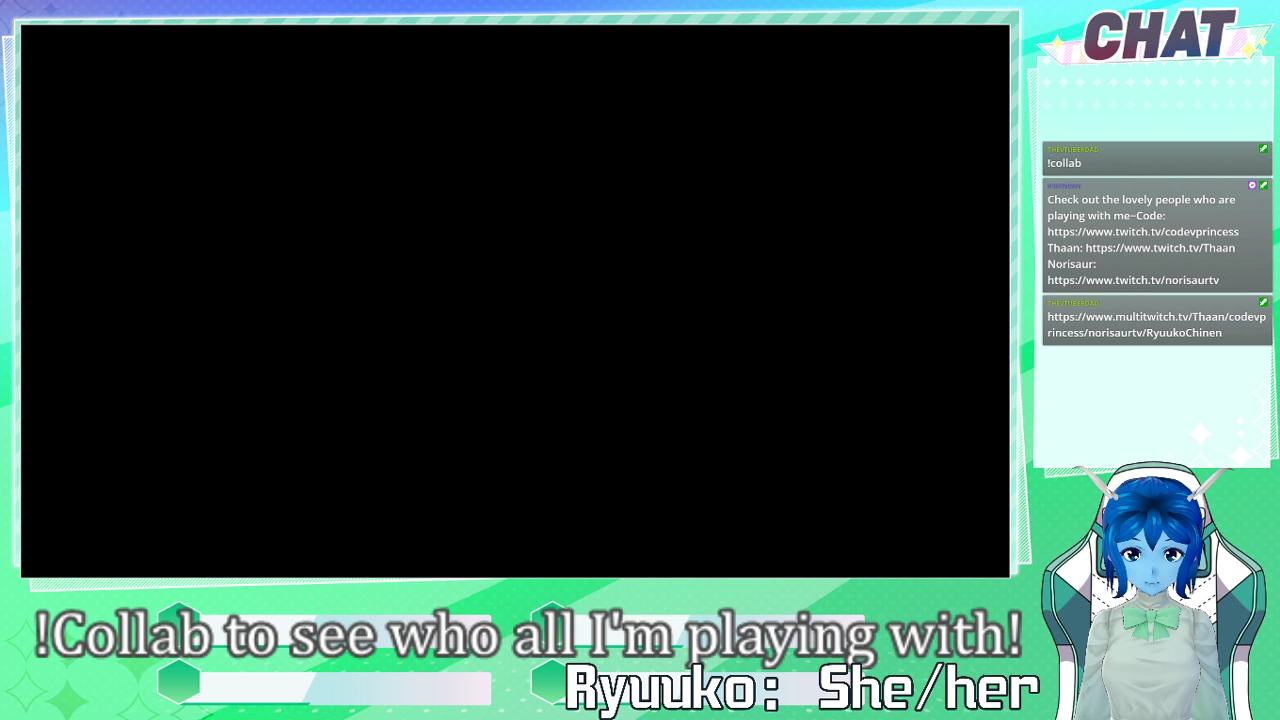 CHAT
THEVTUBERDAD
!collab
Check out the lovely people who are
playing with me~Code:
https://www.twitch.tv/codevprincess
Thaan: https://www.twitch.tv/Thaan
Norisaur:
https://www.twitch.tv/norisaurtv
THEVTUBERDAD
https://www.multitwitch.tv/Thaan/codevp
rincess/norisaurtv/RyuukoChinen
!Collab to see who all I'm playing with!
Ryuuko: She/her